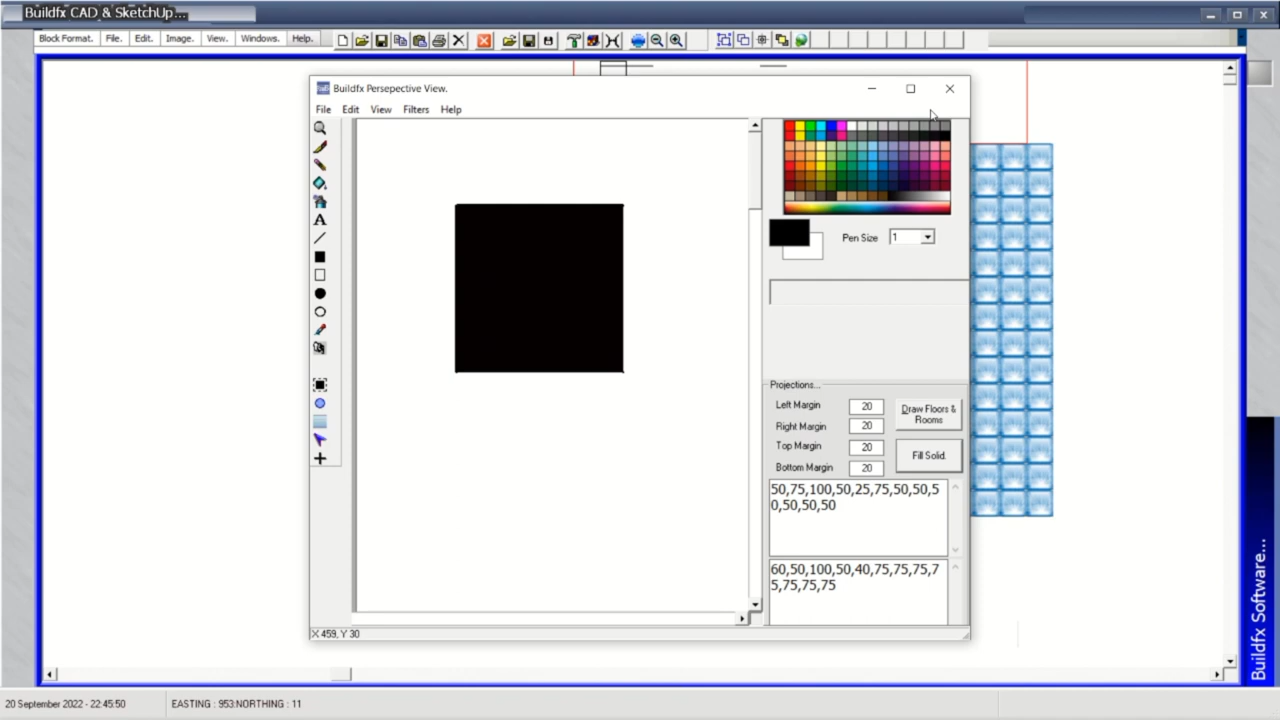 Buildfx CAD & SketchUp...
Block Format. File. Edit. Image. View. Windows. Help.
Buildfx Persepective View.
File Edit View Filters Help
A
Pen Size 1
Projections...
Left Margin 20
Right Margin 20
Top Margin 20
Bottom Margin 20
Draw Floors &
Rooms
Fill Solid.
50,75,100,50,25,75,50,50,5
0,50,50,50
60,50,100,50,40,75,75,75,7
5,75,75,75
X 459, Y 30
Buildfx Software...
20 September 2022 - 22:45:50 EASTING : 953:NORTHING : 11